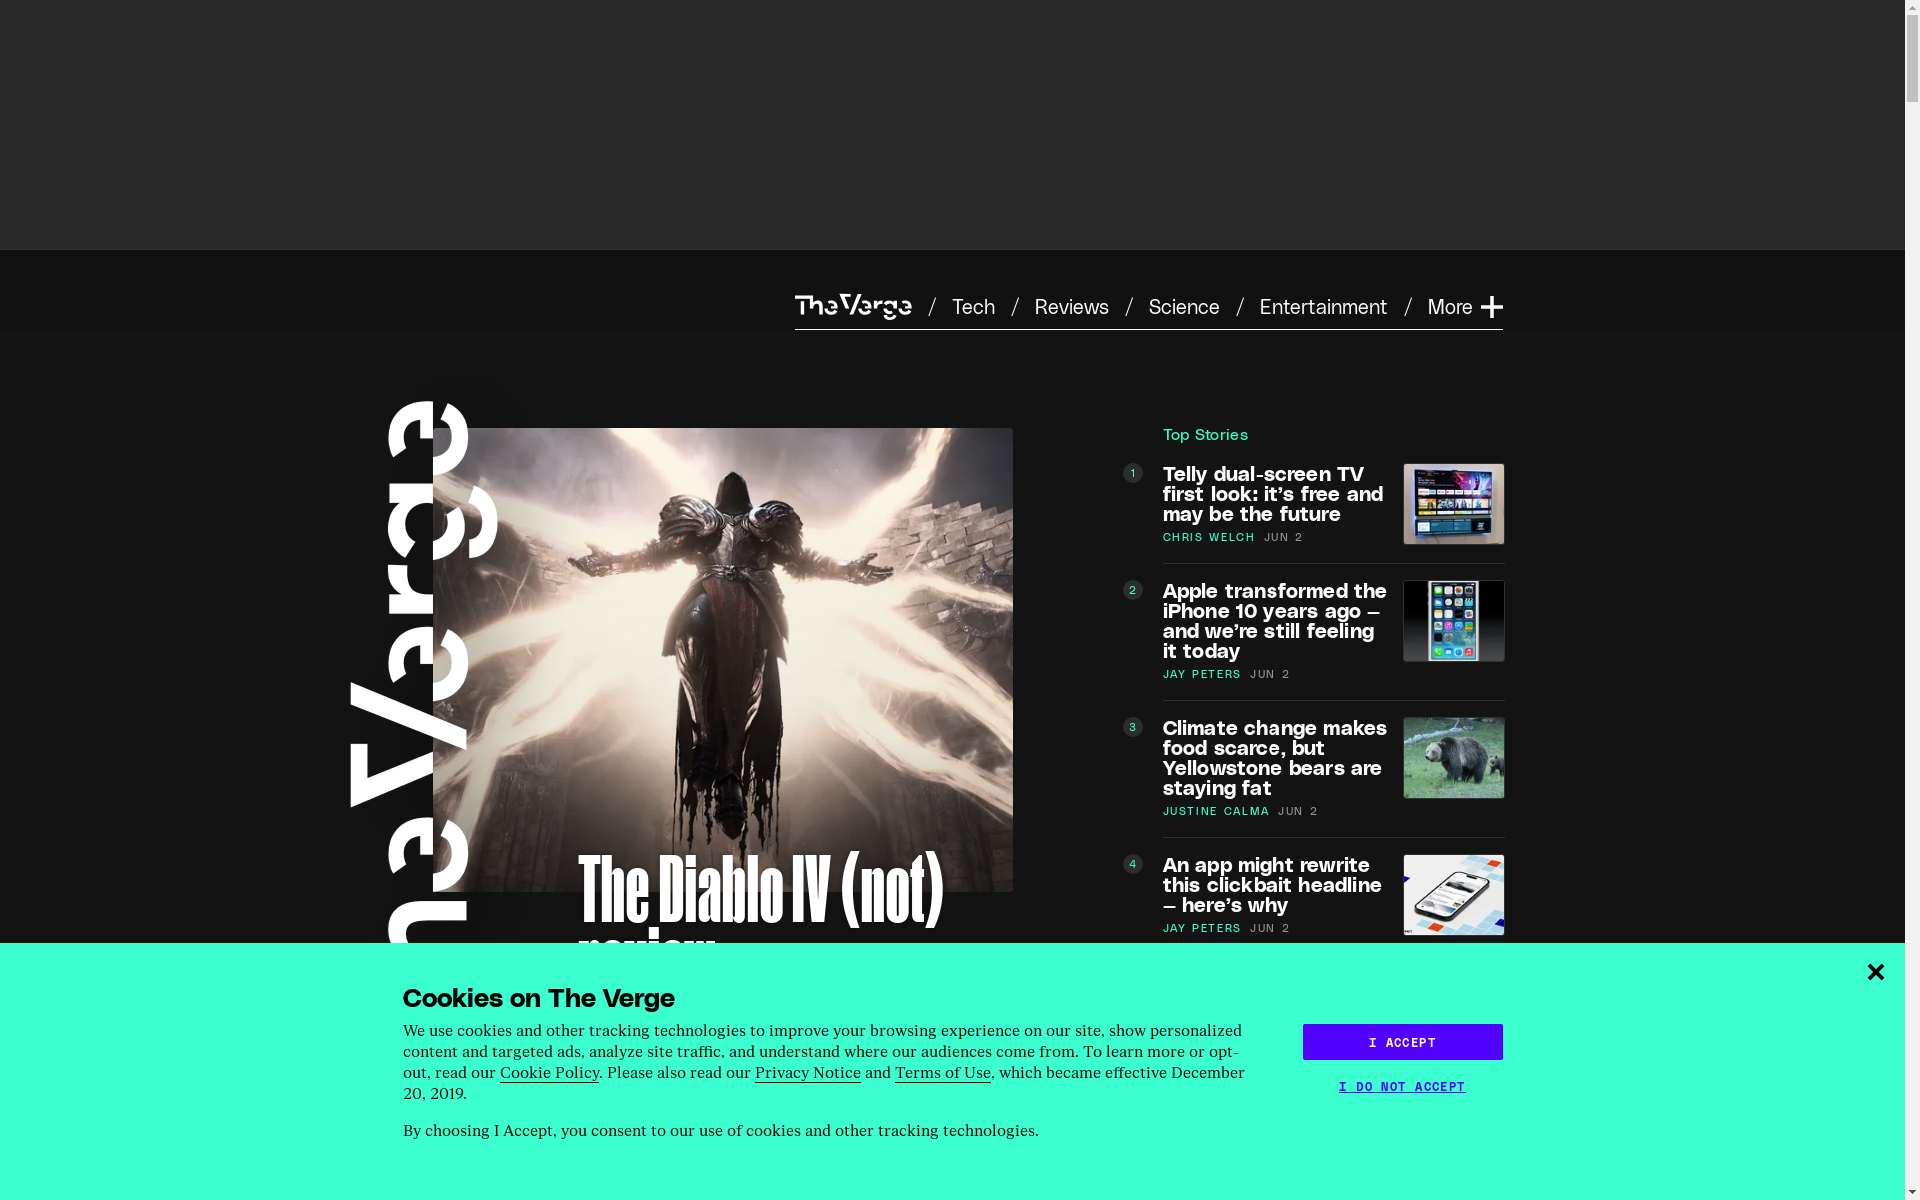 The Verge
/
Tech
/
Reviews
/
Science
/
Entertainment
/
More
The Verge
The Diablo IV (not)
review
Top Stories
1
Telly dual-screen TV
first look: it’s free and
may be the future
CHRIS WELCH JUN 2
2
Apple transformed the
iPhone 10 years ago —
and we’re still feeling
it today
JAY PETERS JUN 2
3
Climate change makes
food scarce, but
Yellowstone bears are
staying fat
JUSTINE CALMA JUN 2
4
An app might rewrite
this clickbait headline
— here’s why
JAY PETERS JUN 2
Cookies on The Verge
We use cookies and other tracking technologies to improve your browsing experience on our site, show personalized
content and targeted ads, analyze site traffic, and understand where our audiences come from. To learn more or opt-
out, read our Cookie Policy. Please also read our Privacy Notice and Terms of Use, which became effective December
20, 2019.
By choosing I Accept, you consent to our use of cookies and other tracking technologies.
I ACCEPT
I DO NOT ACCEPT